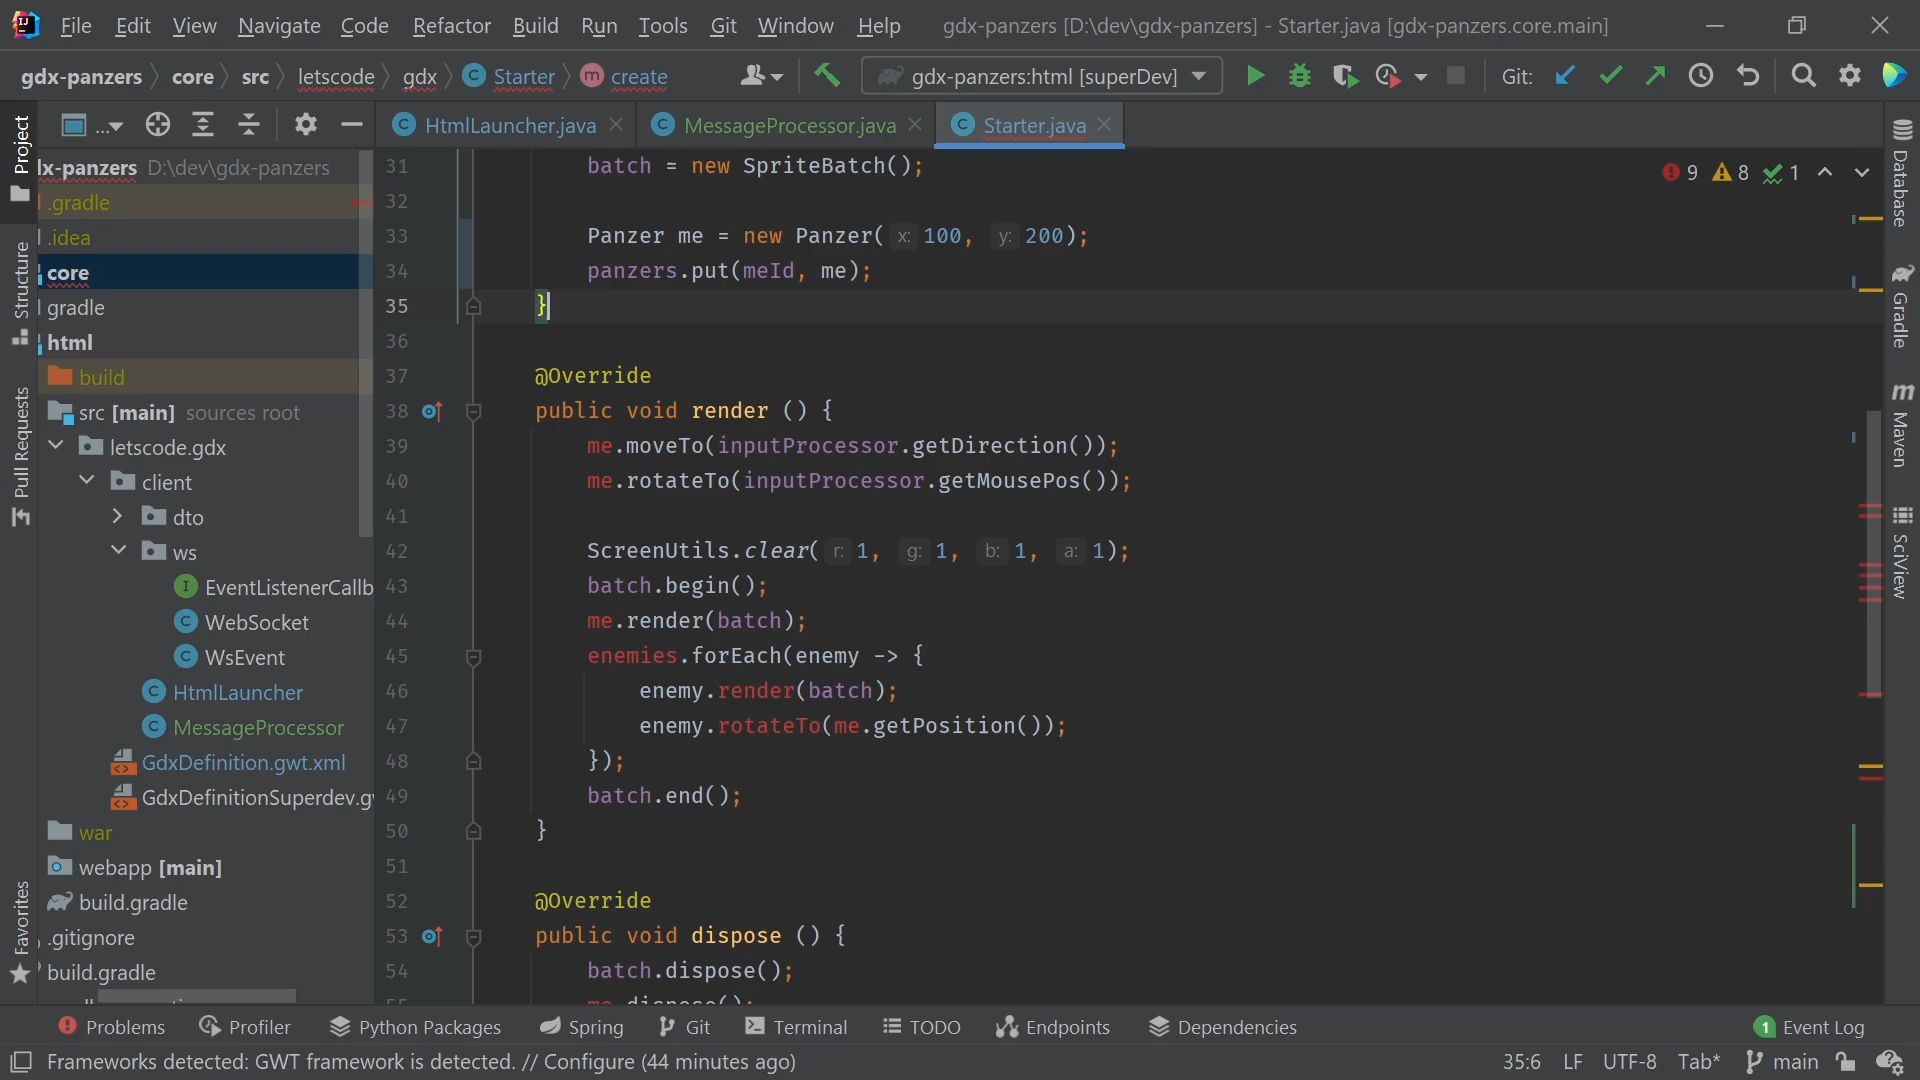 File Edit View Navigate Code Refactor Build Run Tools Git Window Help gdx-panzers [D:\dev\gdx-panzers] - Starter.java [gdx-panzers.core.main]
gdx-panzers core src letscode gdx Starter create gdx-panzers:html [superDev] Git:
HtmlLauncher.java MessageProcessor.java Starter.java
Project
Structure
Pull Requests
Favorites
dx-panzers D:\dev\gdx-panzers
.gradle
.idea
core
gradle
html
build
src [main] sources root
letscode.gdx
client
dto
ws
EventListenerCallb
WebSocket
WsEvent
HtmlLauncher
MessageProcessor
GdxDefinition.gwt.xml
GdxDefinitionSuperdev.gw
war
webapp [main]
build.gradle
.gitignore
build.gradle
9 8 1
31 batch = new SpriteBatch();
32
33 Panzer me = new Panzer( x: 100, y: 200);
34 panzers.put(meId, me);
35 }
36
37 @Override
38 public void render () {
39 me.moveTo(inputProcessor.getDirection());
40 me.rotateTo(inputProcessor.getMousePos());
41
42 ScreenUtils.clear( r: 1, g: 1, b: 1, a: 1);
43 batch.begin();
44 me.render(batch);
45 enemies.forEach(enemy -> {
46 enemy.render(batch);
47 enemy.rotateTo(me.getPosition());
48 });
49 batch.end();
50 }
51
52 @Override
53 public void dispose () {
54 batch.dispose();
55 me.dispose();
Database
Gradle
Maven
SciView
Problems Profiler Python Packages Spring Git Terminal TODO Endpoints Dependencies 1 Event Log
Frameworks detected: GWT framework is detected. // Configure (44 minutes ago) 35:6 LF UTF-8 Tab* main